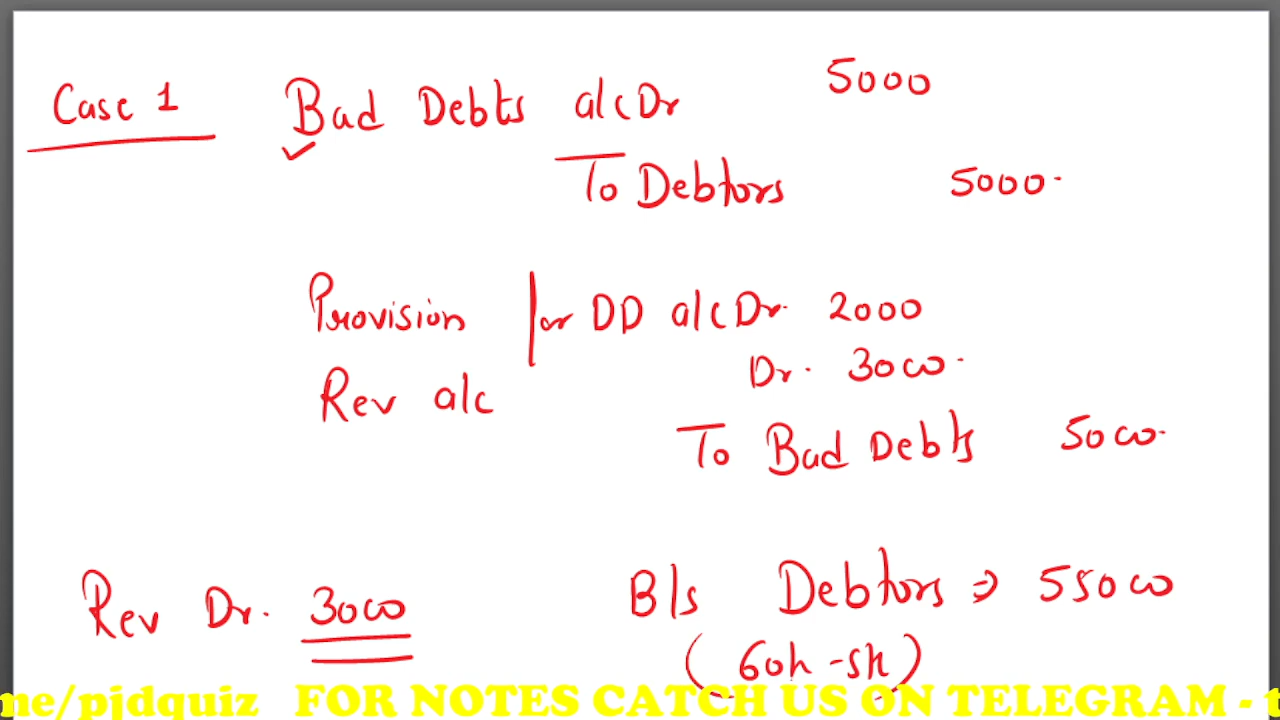 Case 1 Bad Debts a/c Dr 5000
To Debtors 5000.
Provision for DD a/c Dr. 2000
Rev a/c Dr. 3000.
To Bad Debts 5000.
Rev Dr. 3000 B/s Debtors ⇒ 55000
(60k - 5k)
me/pjdquiz FOR NOTES CATCH US ON TELEGRAM - t